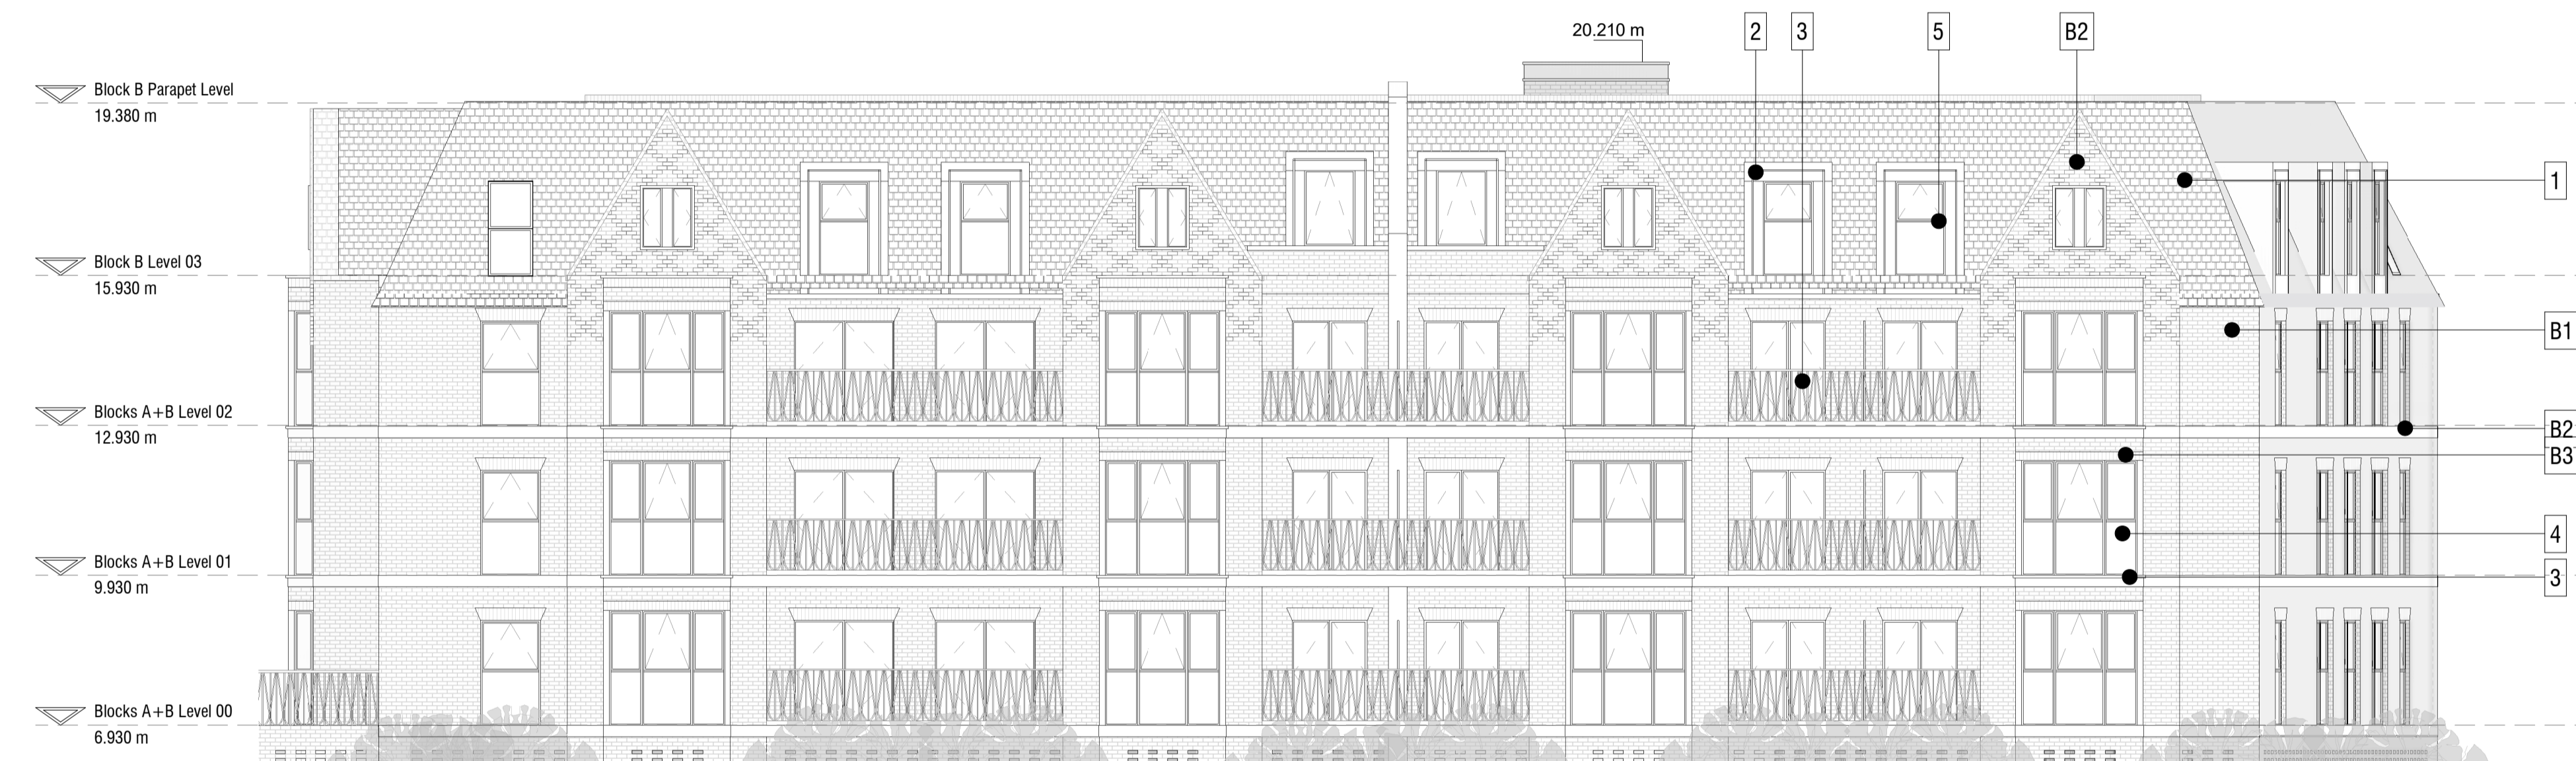 20.210 m
2
3
5
B2
Block B Parapet Level
19.380 m
1
Block B Level 03
15.930 m
B1
Blocks A+B Level 02
12.930 m
B2
B3
4
Blocks A+B Level 01
9.930 m
3
Blocks A+B Level 00
6.930 m